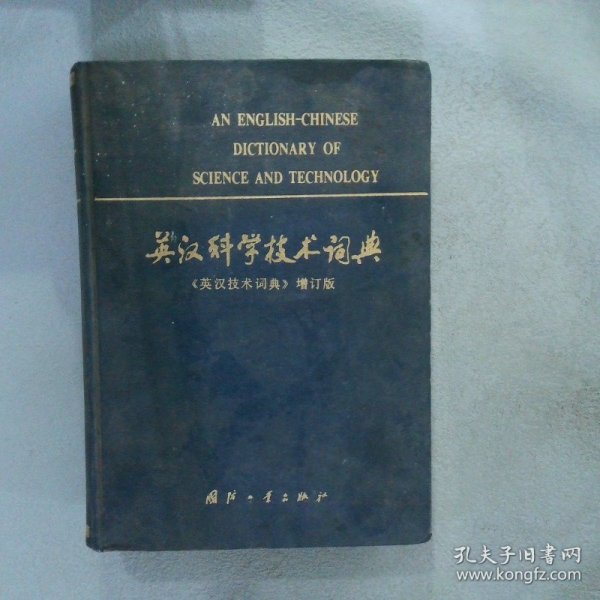 AN ENGLISH-CHINESE
DICTIONARY OF
SCIENCE AND TECHNOLOGY
英汉科学技术词典
《英汉技术词典》增订版
国防工业出版社
孔夫子旧书网
www.kongfz.com